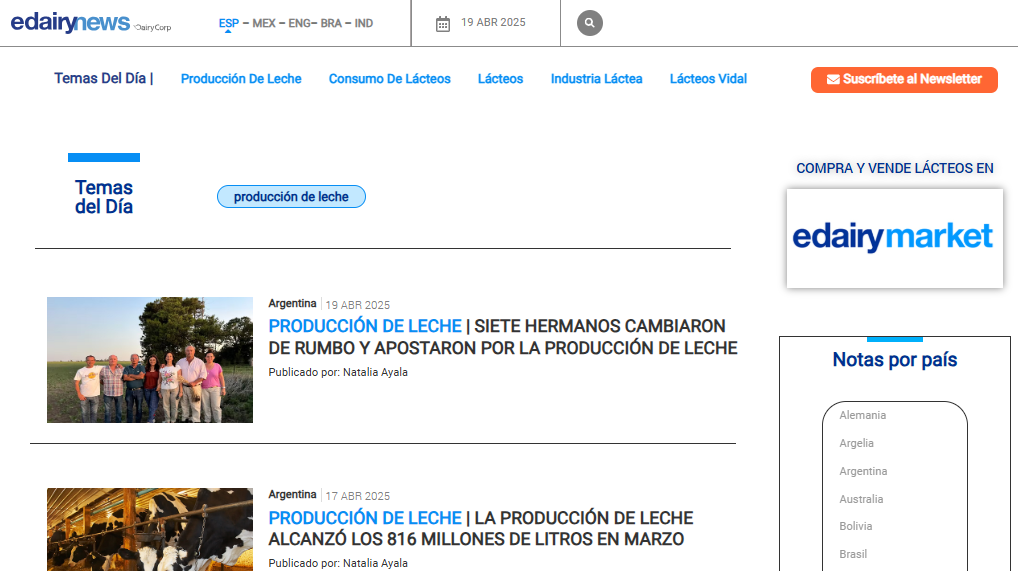 edairynews DairyCorp
ESP – MEX – ENG– BRA – IND
19 ABR 2025
Temas Del Día |
Producción De Leche
Consumo De Lácteos
Lácteos
Industria Láctea
Lácteos Vidal
Suscríbete al Newsletter
Temas
del Día
producción de leche
COMPRA Y VENDE LÁCTEOS EN
edairymarket
Argentina 19 ABR 2025
PRODUCCIÓN DE LECHE | SIETE HERMANOS CAMBIARON
DE RUMBO Y APOSTARON POR LA PRODUCCIÓN DE LECHE
Publicado por: Natalia Ayala
Argentina 17 ABR 2025
PRODUCCIÓN DE LECHE | LA PRODUCCIÓN DE LECHE
ALCANZÓ LOS 816 MILLONES DE LITROS EN MARZO
Publicado por: Natalia Ayala
Notas por país
Alemania
Argelia
Argentina
Australia
Bolivia
Brasil